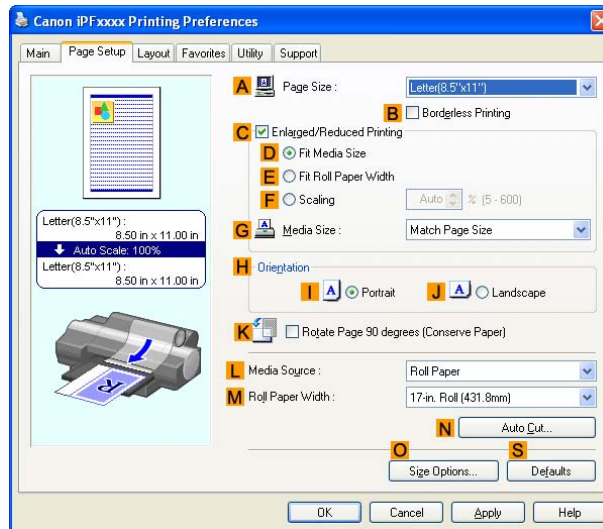 Canon iPFxxxx Printing Preferences
Main Page Setup Layout Favorites Utility Support
A Page Size : Letter(8.5"x11")
B Borderless Printing
C Enlarged/Reduced Printing
D Fit Media Size
E Fit Roll Paper Width
F Scaling Auto % (5 - 600)
G Media Size : Match Page Size
Letter(8.5"x11") :
8.50 in x 11.00 in
Auto Scale: 100%
Letter(8.5"x11") :
8.50 in x 11.00 in
H Orientation
I A Portrait J A Landscape
K Rotate Page 90 degrees (Conserve Paper)
R
L Media Source : Roll Paper
M Roll Paper Width : 17-in. Roll (431.8mm)
N Auto Cut...
O S
Size Options... Defaults
OK Cancel Apply Help